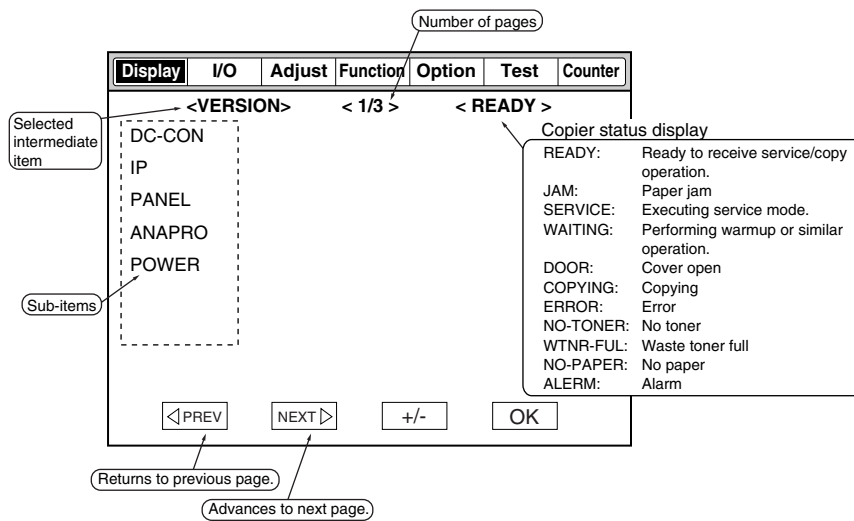 Number of pages
Display I/O Adjust Function Option Test Counter
<VERSION> < 1/3 > < READY >
Selected
intermediate
item
DC-CON
IP
PANEL
ANAPRO
POWER
Sub-items
Copier status display
READY: Ready to receive service/copy
operation.
JAM: Paper jam
SERVICE: Executing service mode.
WAITING: Performing warmup or similar
operation.
DOOR: Cover open
COPYING: Copying
ERROR: Error
NO-TONER: No toner
WTNR-FUL: Waste toner full
NO-PAPER: No paper
ALERM: Alarm
PREV NEXT +/- OK
Returns to previous page.
Advances to next page.